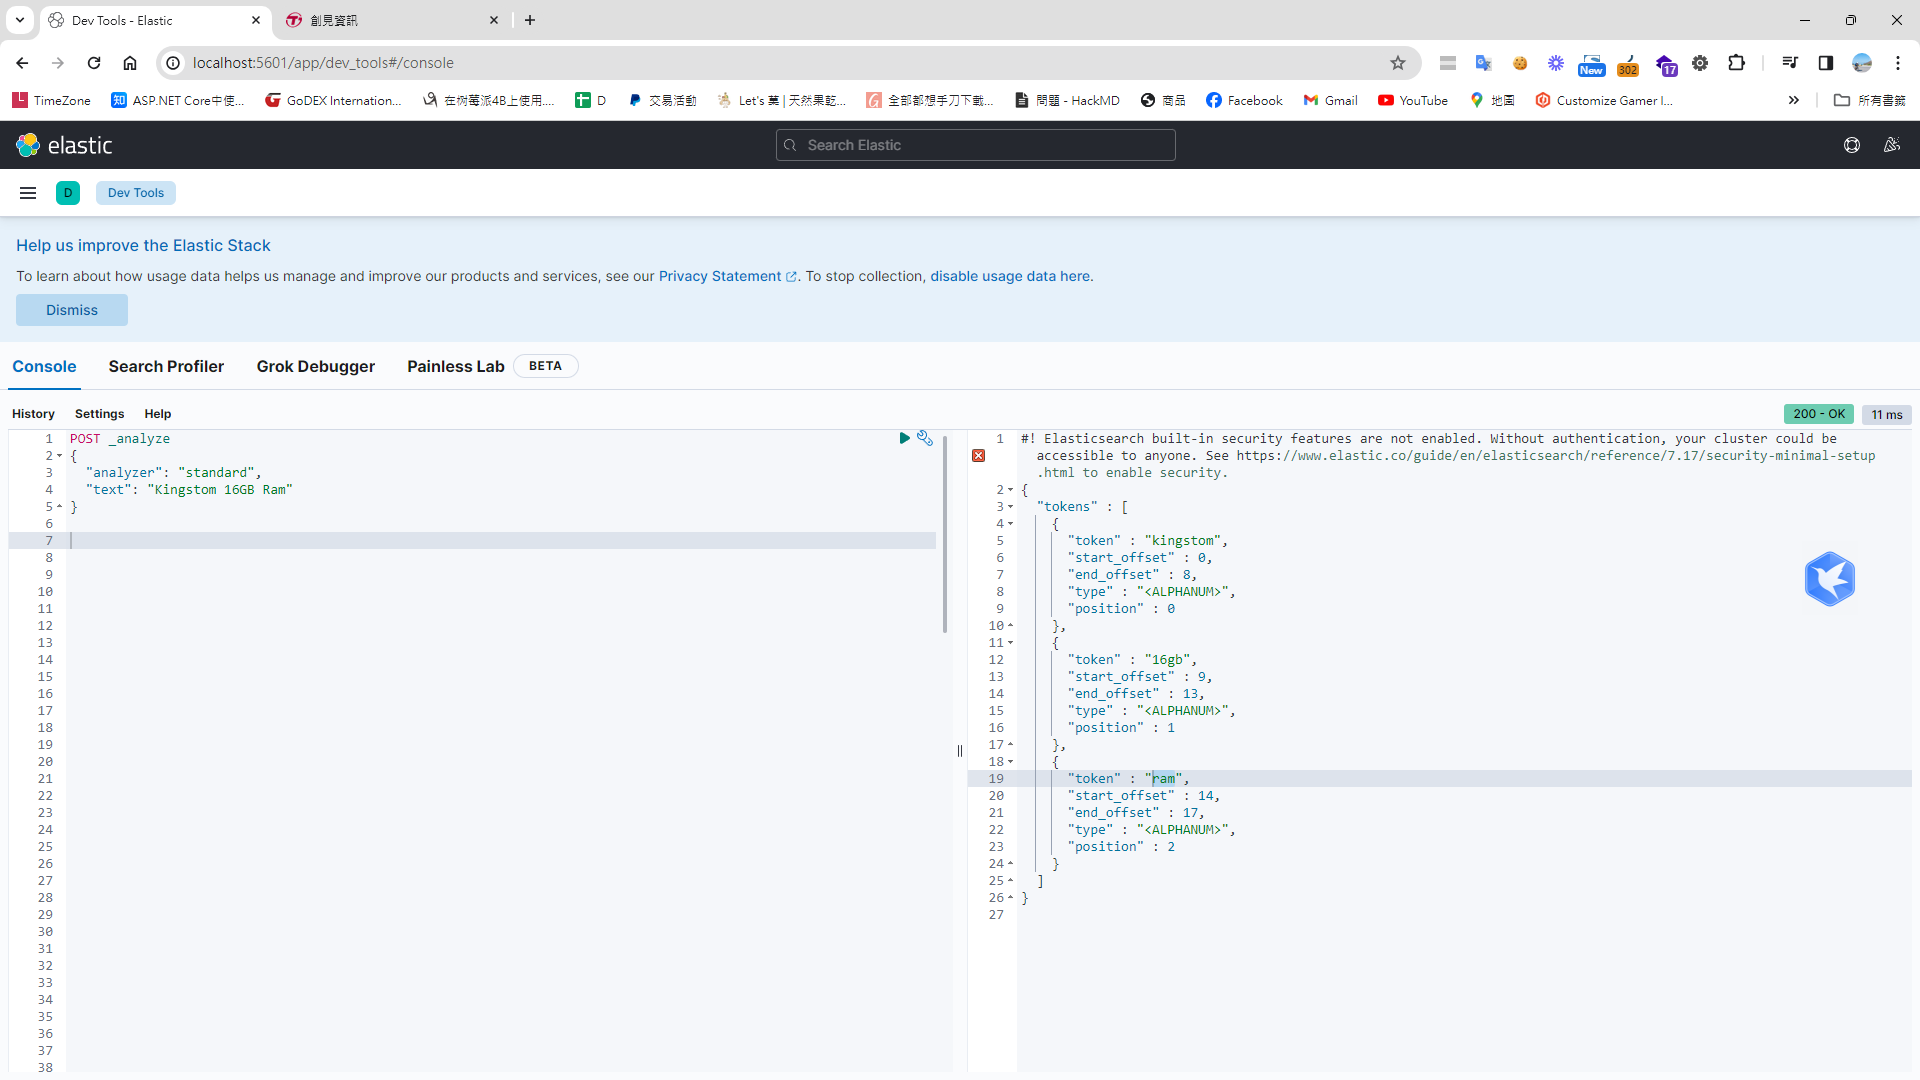 Dev Tools - Elastic
創見資訊
localhost:5601/app/dev_tools#/console
New
302
17
TimeZone
知 ASP.NET Core中使...
GoDEX Internation...
在树莓派4B上使用....
D
交易活動
Let's 菓 | 天然果乾...
全部都想手刀下載...
問題 - HackMD
商品
Facebook
Gmail
YouTube
地圖
Customize Gamer I...
所有書籤
elastic
Search Elastic
D
Dev Tools
Help us improve the Elastic Stack
To learn about how usage data helps us manage and improve our products and services, see our Privacy Statement. To stop collection, disable usage data here.
Dismiss
Console
Search Profiler
Grok Debugger
Painless Lab
BETA
History
Settings
Help
200 - OK
11 ms
1 POST _analyze
2 {
3 "analyzer": "standard",
4 "text": "Kingstom 16GB Ram"
5 }
6
7
8
9
10
11
12
13
14
15
16
17
18
19
20
21
22
23
24
25
26
27
28
29
30
31
32
33
34
35
36
37
38
1 #! Elasticsearch built-in security features are not enabled. Without authentication, your cluster could be
accessible to anyone. See https://www.elastic.co/guide/en/elasticsearch/reference/7.17/security-minimal-setup
.html to enable security.
2 {
3 "tokens" : [
4 {
5 "token" : "kingstom",
6 "start_offset" : 0,
7 "end_offset" : 8,
8 "type" : "<ALPHANUM>",
9 "position" : 0
10 },
11 {
12 "token" : "16gb",
13 "start_offset" : 9,
14 "end_offset" : 13,
15 "type" : "<ALPHANUM>",
16 "position" : 1
17 },
18 {
19 "token" : "ram",
20 "start_offset" : 14,
21 "end_offset" : 17,
22 "type" : "<ALPHANUM>",
23 "position" : 2
24 }
25 ]
26 }
27